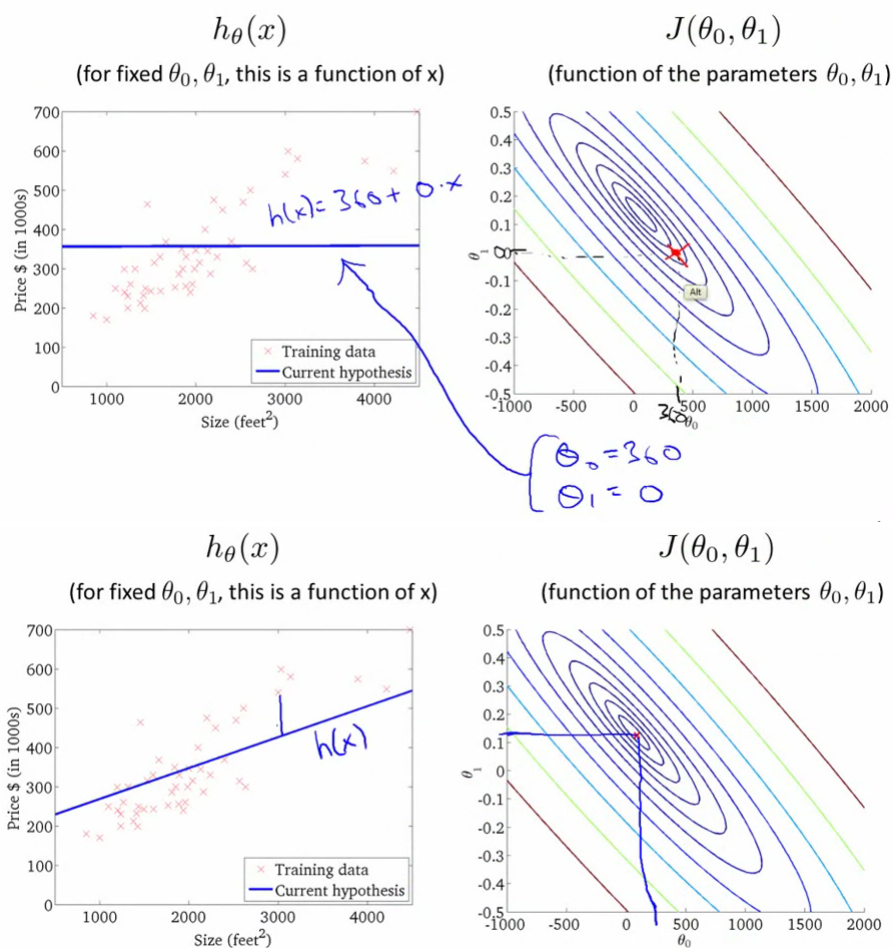 h_θ(x)
(for fixed θ₀, θ₁, this is a function of x)
700
600
500
400
300
200
100
0
Price $ (in 1000s)
1000 2000 3000 4000
Size (feet²)
h(x) = 360 + 0·x
Training data
Current hypothesis
J(θ₀, θ₁)
(function of the parameters θ₀, θ₁)
0.5
0.4
0.3
0.2
0.1
0
-0.1
-0.2
-0.3
-0.4
-0.5
θ₁
Alt
-1000 -500 0 500 1000 1500 2000
360
θ₀
θ₀ = 360
θ₁ = 0
h_θ(x)
(for fixed θ₀, θ₁, this is a function of x)
700
600
500
400
300
200
100
0
Price $ (in 1000s)
1000 2000 3000 4000
Size (feet²)
h(x)
Training data
Current hypothesis
J(θ₀, θ₁)
(function of the parameters θ₀, θ₁)
0.5
0.4
0.3
0.2
0.1
0
-0.1
-0.2
-0.3
-0.4
-0.5
θ₁
-1000 -500 0 500 1000 1500 2000
θ₀